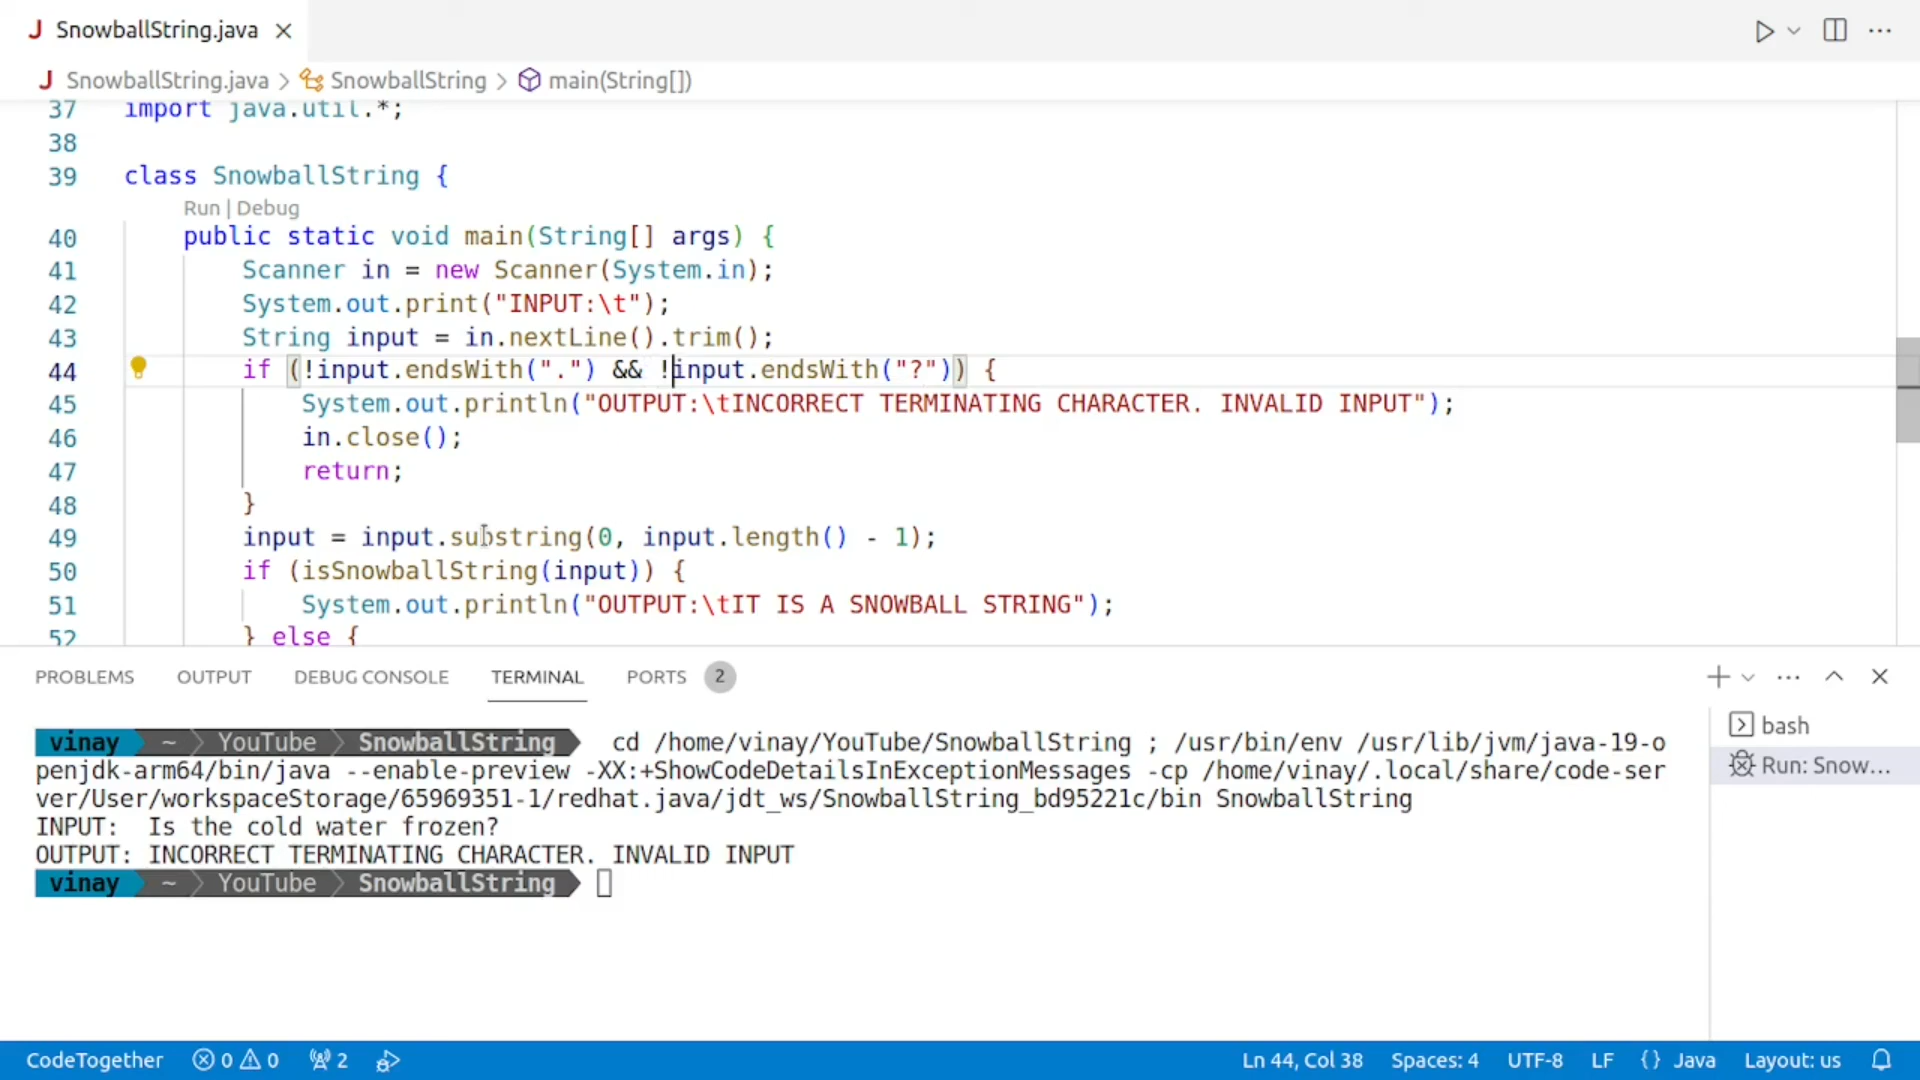 J SnowballString.java
J SnowballString.java > SnowballString > main(String[])
37 import java.util.*;
38
39 class SnowballString {
Run | Debug
40 public static void main(String[] args) {
41 Scanner in = new Scanner(System.in);
42 System.out.print("INPUT:\t");
43 String input = in.nextLine().trim();
44 if (!input.endsWith(".") && !input.endsWith("?")) {
45 System.out.println("OUTPUT:\tINCORRECT TERMINATING CHARACTER. INVALID INPUT");
46 in.close();
47 return;
48 }
49 input = input.substring(0, input.length() - 1);
50 if (isSnowballString(input)) {
51 System.out.println("OUTPUT:\tIT IS A SNOWBALL STRING");
52 } else {
PROBLEMS OUTPUT DEBUG CONSOLE TERMINAL PORTS 2
vinay ~ YouTube SnowballString cd /home/vinay/YouTube/SnowballString ; /usr/bin/env /usr/lib/jvm/java-19-o
penjdk-arm64/bin/java --enable-preview -XX:+ShowCodeDetailsInExceptionMessages -cp /home/vinay/.local/share/code-ser
ver/User/workspaceStorage/65969351-1/redhat.java/jdt_ws/SnowballString_bd95221c/bin SnowballString
INPUT: Is the cold water frozen?
OUTPUT: INCORRECT TERMINATING CHARACTER. INVALID INPUT
vinay ~ YouTube SnowballString
bash
Run: Snow...
CodeTogether 0 0 2 Ln 44, Col 38 Spaces: 4 UTF-8 LF {} Java Layout: us